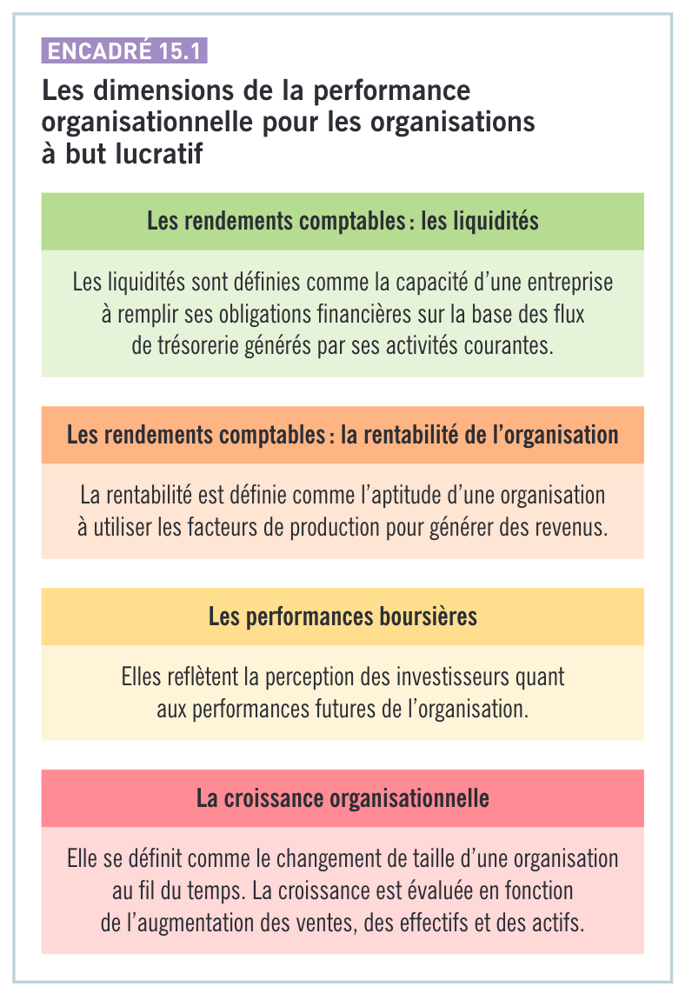 ENCADRÉ 15.1
Les dimensions de la performance
organisationnelle pour les organisations
à but lucratif
Les rendements comptables : les liquidités
Les liquidités sont définies comme la capacité d’une entreprise
à remplir ses obligations financières sur la base des flux
de trésorerie générés par ses activités courantes.
Les rendements comptables : la rentabilité de l’organisation
La rentabilité est définie comme l’aptitude d’une organisation
à utiliser les facteurs de production pour générer des revenus.
Les performances boursières
Elles reflètent la perception des investisseurs quant
aux performances futures de l’organisation.
La croissance organisationnelle
Elle se définit comme le changement de taille d’une organisation
au fil du temps. La croissance est évaluée en fonction
de l’augmentation des ventes, des effectifs et des actifs.